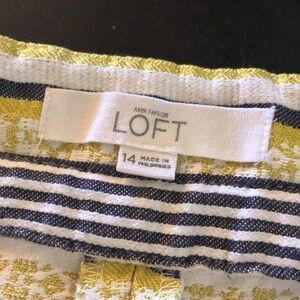 ANN TAYLOR
LOFT
14 MADE IN
PHILIPPINES